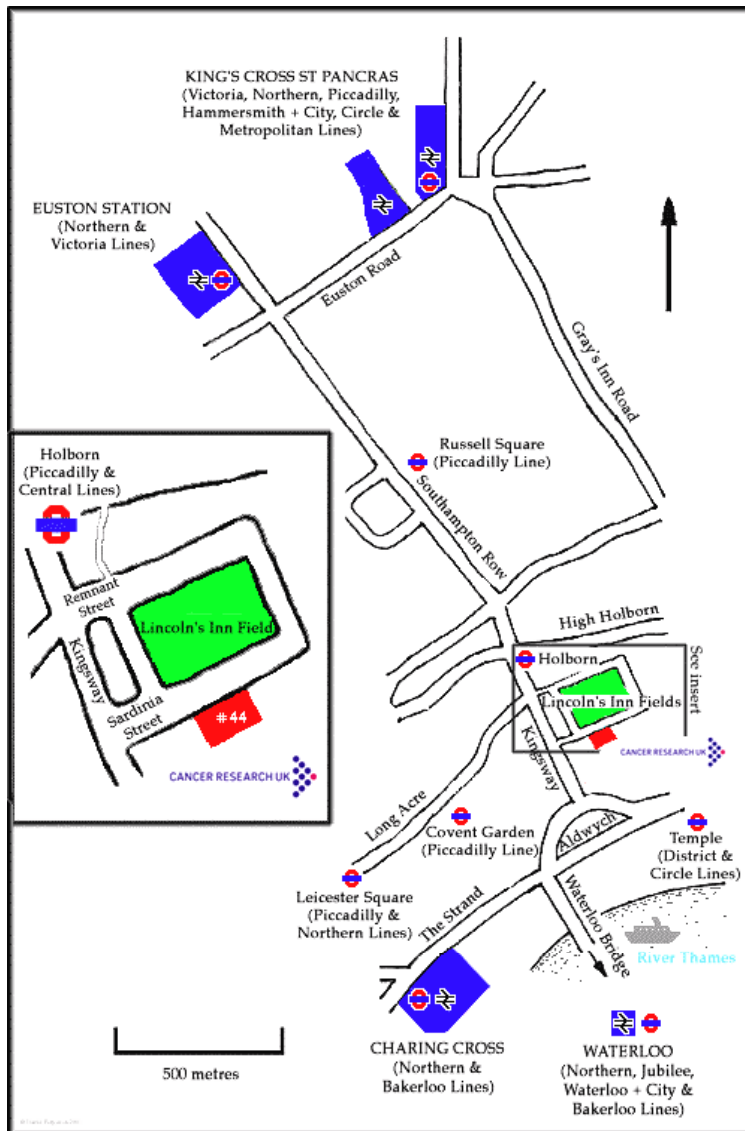 KING'S CROSS ST PANCRAS
(Victoria, Northern, Piccadilly,
Hammersmith + City, Circle &
Metropolitan Lines)
EUSTON STATION
(Northern &
Victoria Lines)
Euston Road
Gray's Inn Road
Russell Square
(Piccadilly Line)
Southampton Row
High Holborn
Holborn
See insert
Lincoln's Inn Fields
Kingsway
CANCER RESEARCH UK
Holborn
(Piccadilly &
Central Lines)
Remnant
Street
Lincoln's Inn Field
Kingsway
Sardinia
Street
#44
CANCER RESEARCH UK
Long Acre
Covent Garden
(Piccadilly Line)
Aldwych
Temple
(District &
Circle Lines)
Leicester Square
(Piccadilly &
Northern Lines)
The Strand
Waterloo Bridge
River Thames
CHARING CROSS
(Northern &
Bakerloo Lines)
WATERLOO
(Northern, Jubilee,
Waterloo + City &
Bakerloo Lines)
500 metres